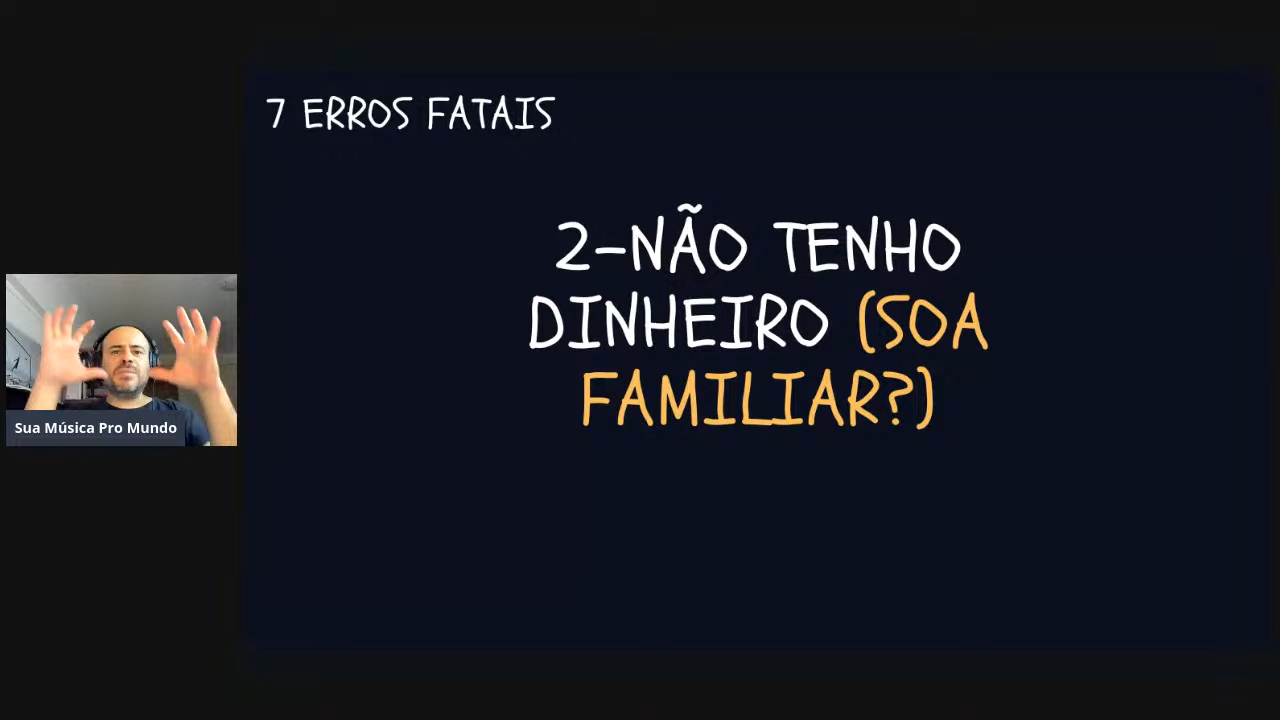 7 ERROS FATAIS
2-NÃO TENHO
DINHEIRO (SOA
FAMILIAR?)
Sua Música Pro Mundo